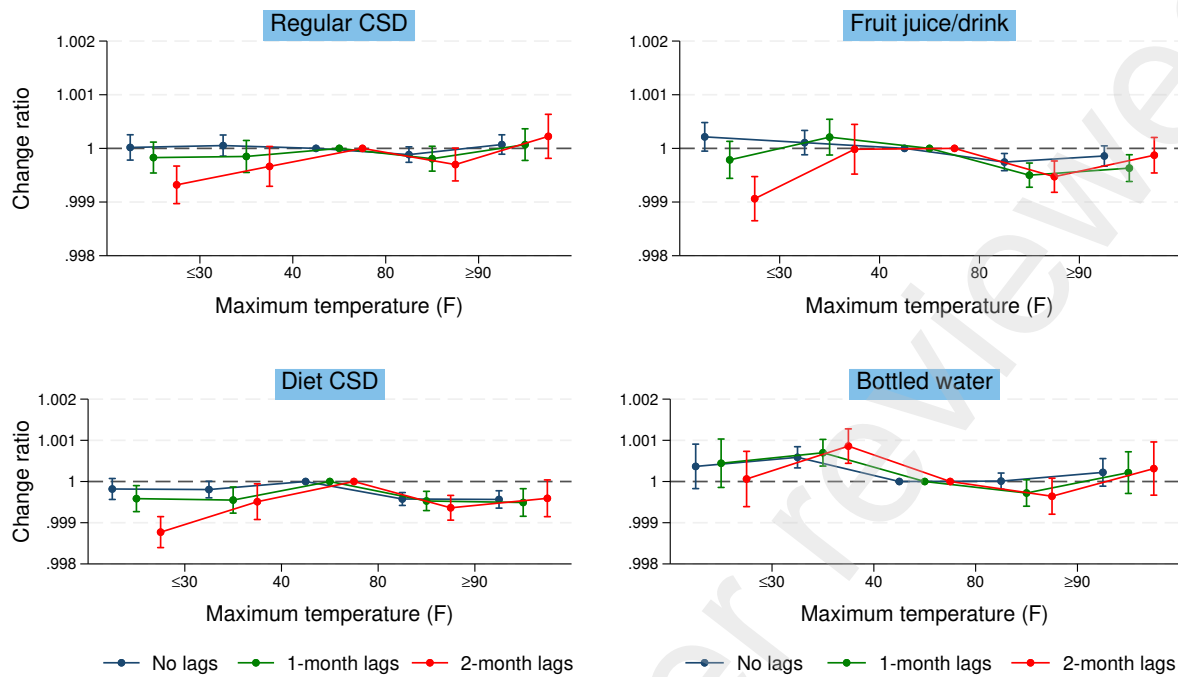 Regular CSD
Change ratio
1.002
1.001
1
.999
.998
≤30 40 80 ≥90
Maximum temperature (F)
Fruit juice/drink
1.002
1.001
1
.999
.998
≤30 40 80 ≥90
Maximum temperature (F)
Diet CSD
Change ratio
1.002
1.001
1
.999
.998
≤30 40 80 ≥90
Maximum temperature (F)
Bottled water
1.002
1.001
1
.999
.998
≤30 40 80 ≥90
Maximum temperature (F)
No lags 1-month lags 2-month lags
No lags 1-month lags 2-month lags
er reviewe